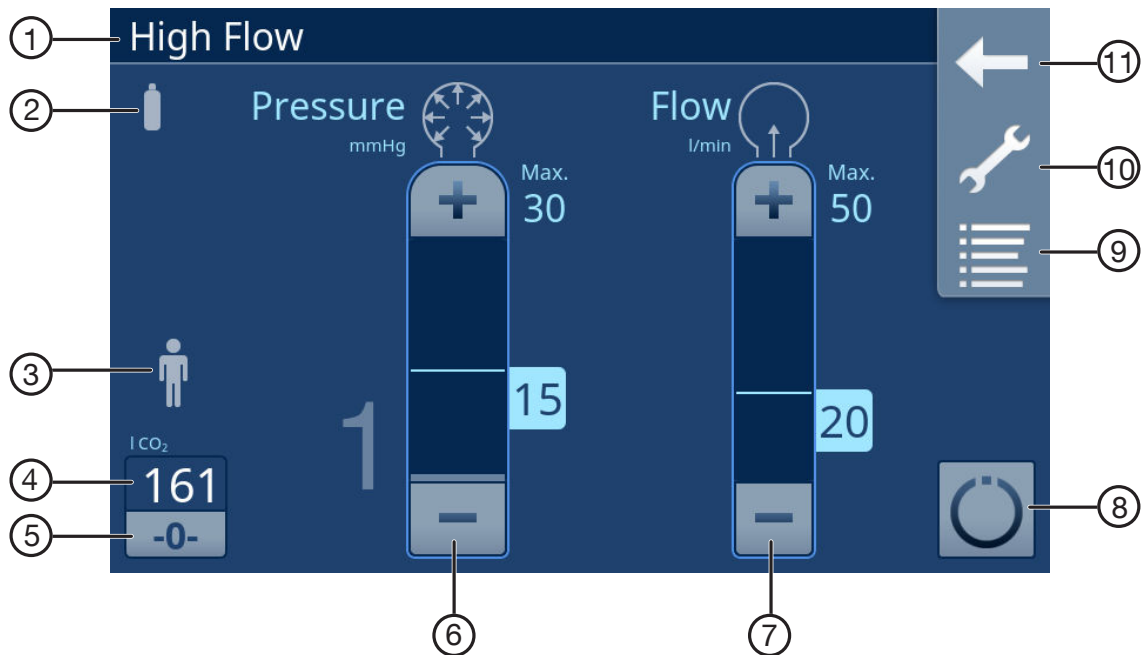 1
High Flow
11
2
Pressure
mmHg
Flow
l/min
Max.
30
Max.
50
10
9
3
1
15
20
l CO₂
4
161
5
-0-
8
6
7